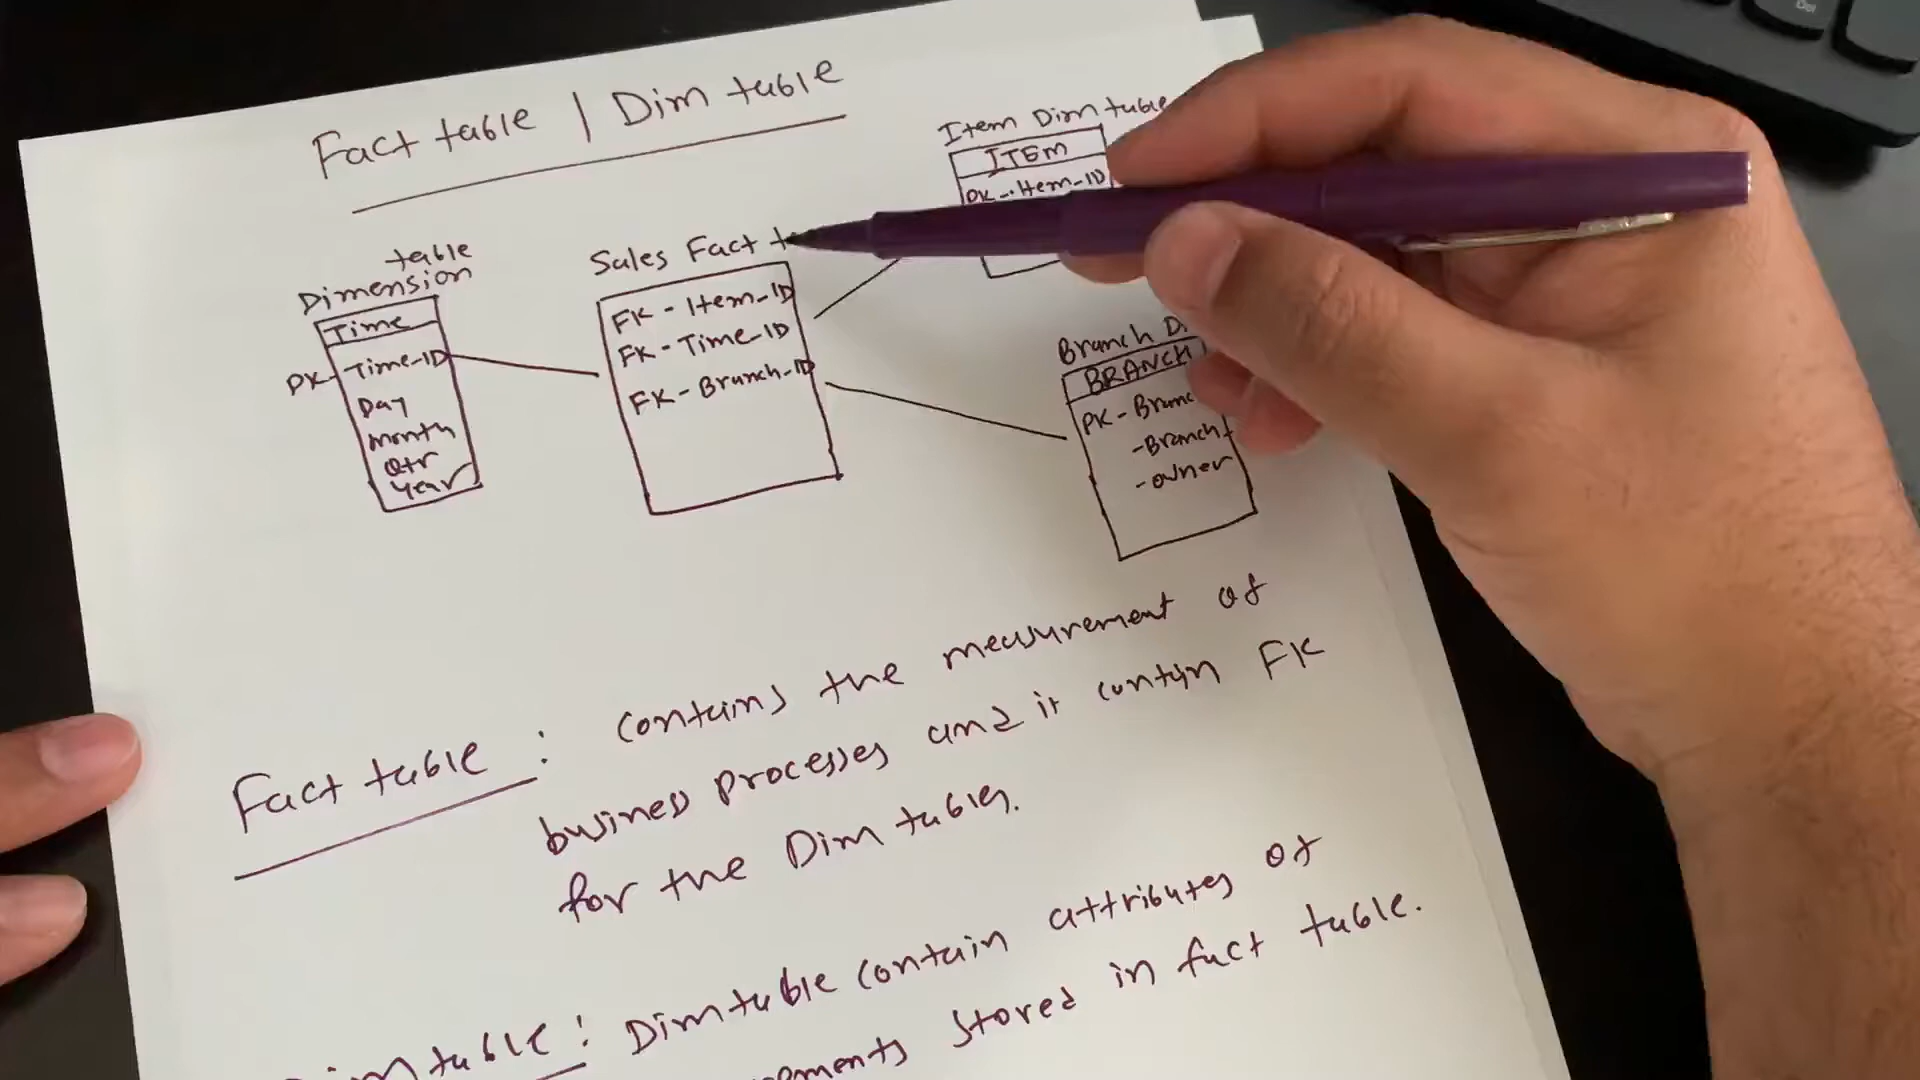 Fact table | Dim table
Item Dim table
ITEM
PK - Item-ID
table
Dimension
Time
PK - Time-ID
Day
month
Qtr
Year
Sales Fact
FK - Item-ID
FK - Time-ID
FK - Branch-ID
Branch
BRANCH
PK -
- Branch
- owner
Fact table : contains the measurement of
business processes and it contain FK
for the Dim tables.
table : Dim table contain attributes of
stored in fact table.
Del